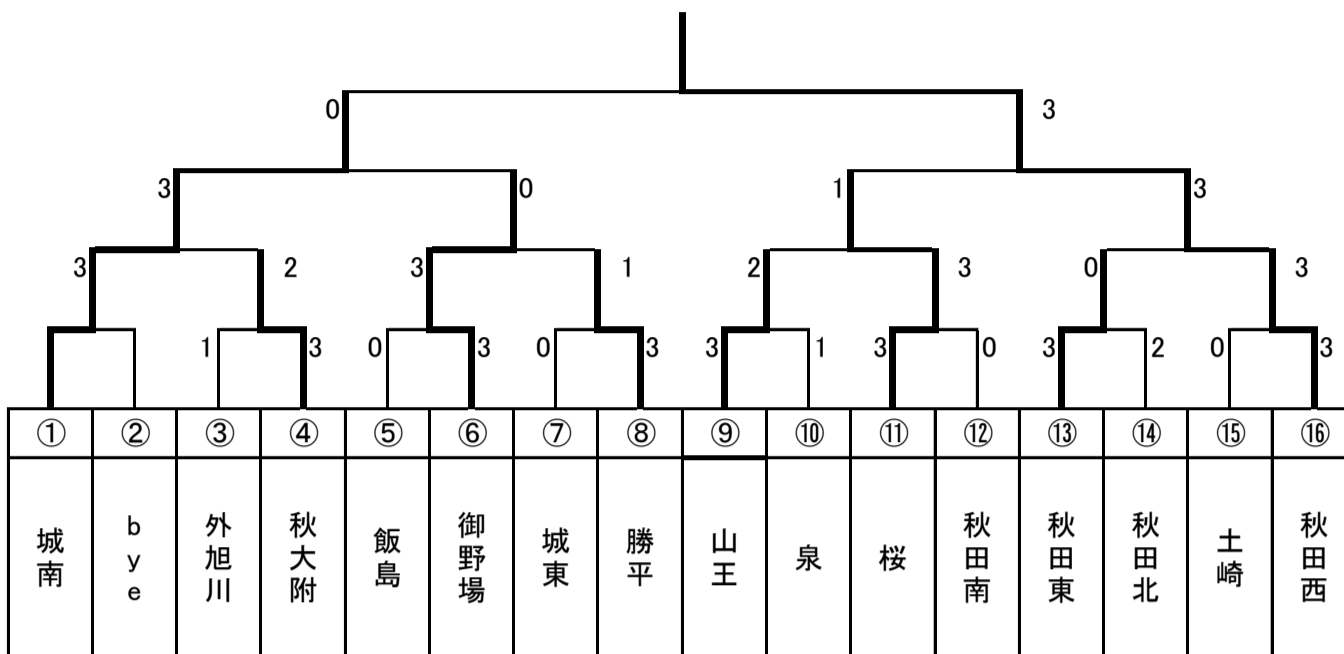 0 3
3 0 1 3
3 2 3 1 2 3 0 3
1 3 0 3 0 3 3 1 3 0 3 2 0 3
① ② ③ ④ ⑤ ⑥ ⑦ ⑧ ⑨ ⑩ ⑪ ⑫ ⑬ ⑭ ⑮ ⑯
城南
bye
外旭川
秋大附
飯島
御野場
城東
勝平
山王
泉
桜
秋田南
秋田東
秋田北
土崎
秋田西